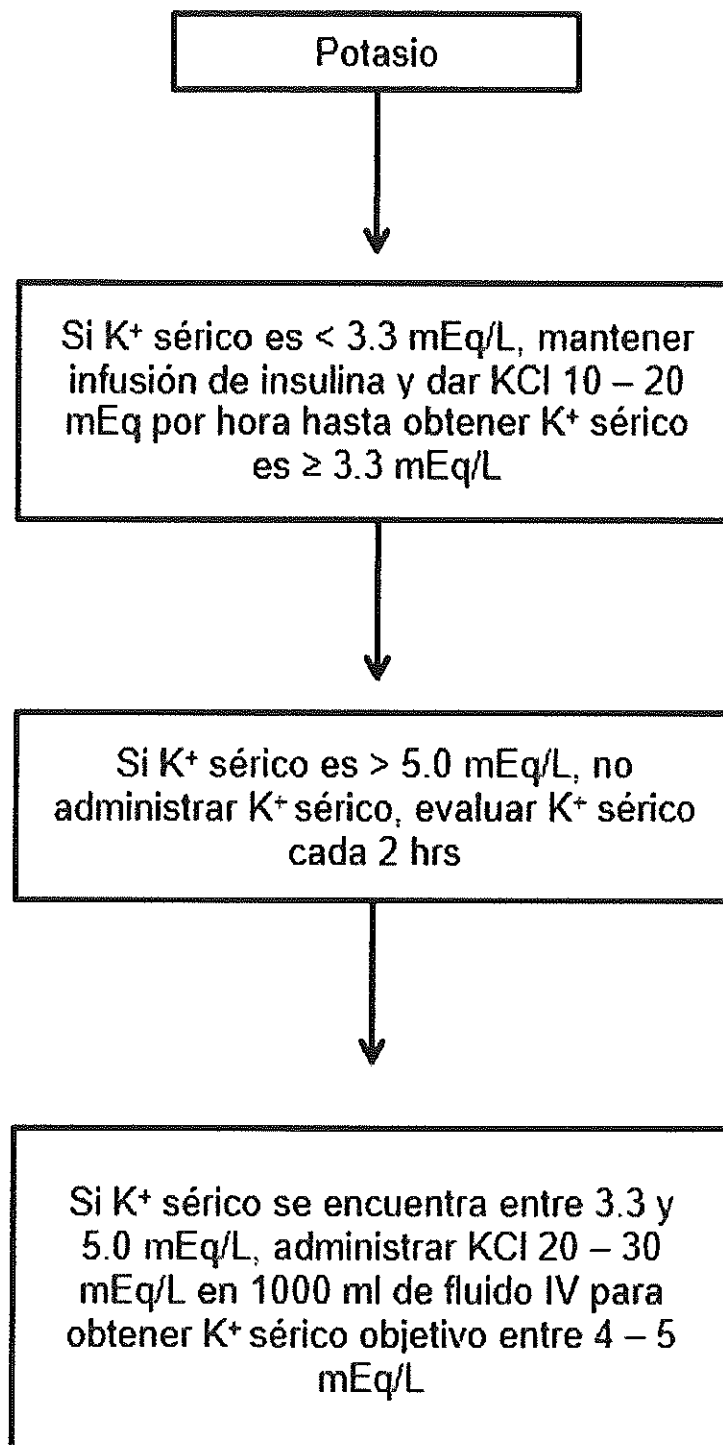 Potasio
Si K⁺ sérico es < 3.3 mEq/L, mantener
infusión de insulina y dar KCl 10 – 20
mEq por hora hasta obtener K⁺ sérico
es ≥ 3.3 mEq/L
Si K⁺ sérico es > 5.0 mEq/L, no
administrar K⁺ sérico, evaluar K⁺ sérico
cada 2 hrs
Si K⁺ sérico se encuentra entre 3.3 y
5.0 mEq/L, administrar KCl 20 – 30
mEq/L en 1000 ml de fluido IV para
obtener K⁺ sérico objetivo entre 4 – 5
mEq/L